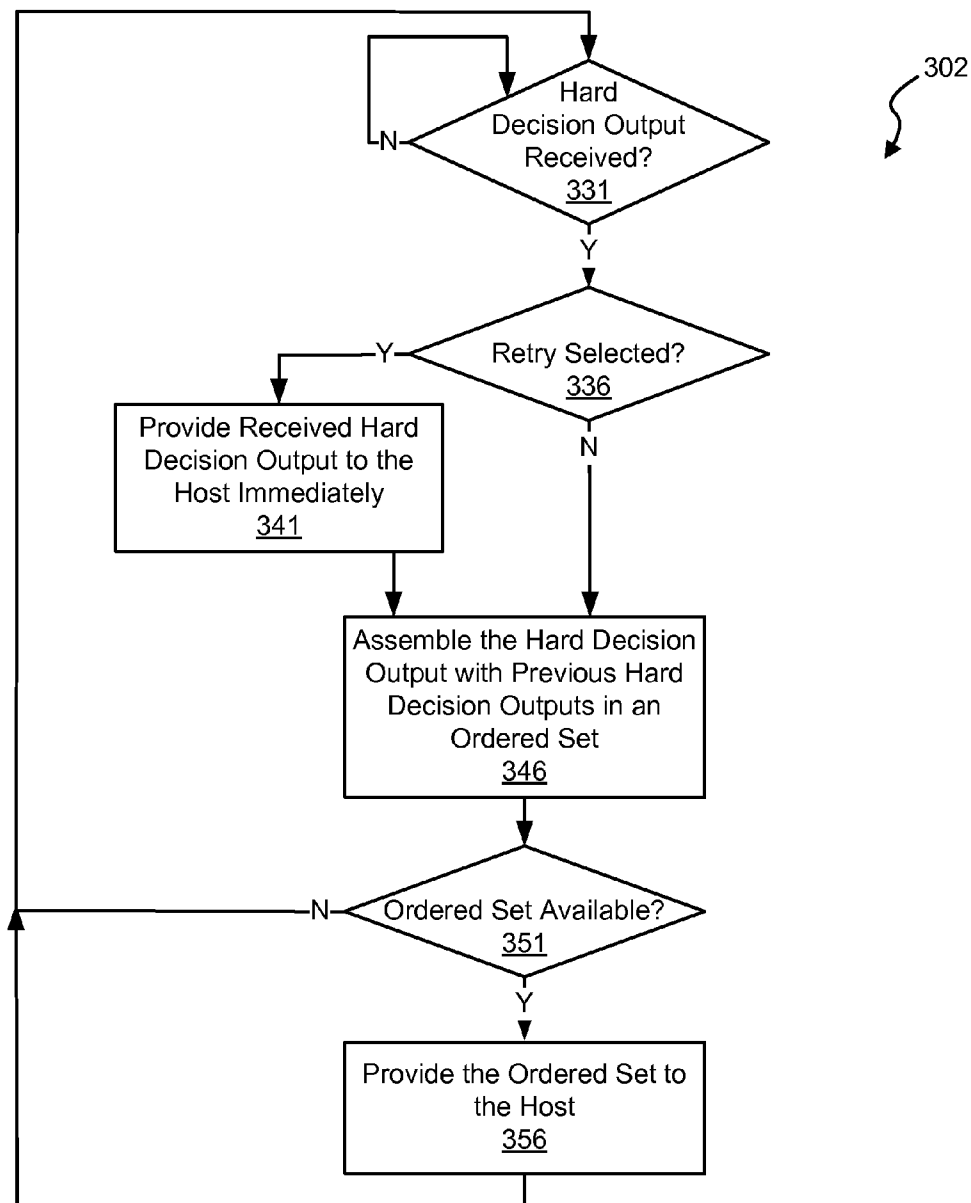 302
Hard
Decision Output
Received?
331
N
Y
Retry Selected?
336
Y
N
Provide Received Hard
Decision Output to the
Host Immediately
341
Assemble the Hard Decision
Output with Previous Hard
Decision Outputs in an
Ordered Set
346
Ordered Set Available?
351
N
Y
Provide the Ordered Set to
the Host
356